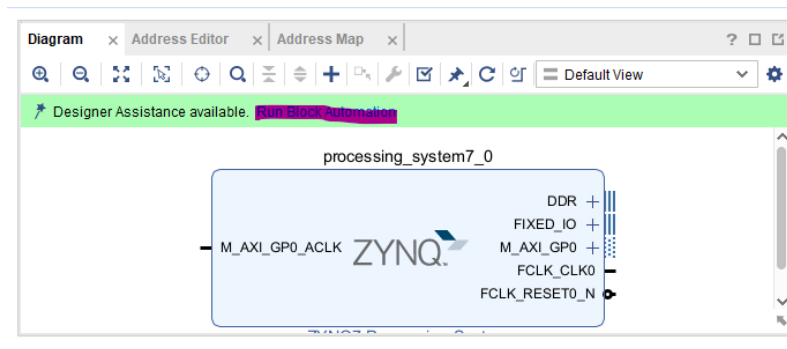 Diagram × Address Editor × Address Map × ?
Default View
Designer Assistance available. Run Block Automation
processing_system7_0
DDR
FIXED_IO
M_AXI_GP0_ACLK ZYNQ. M_AXI_GP0
FCLK_CLK0
FCLK_RESET0_N